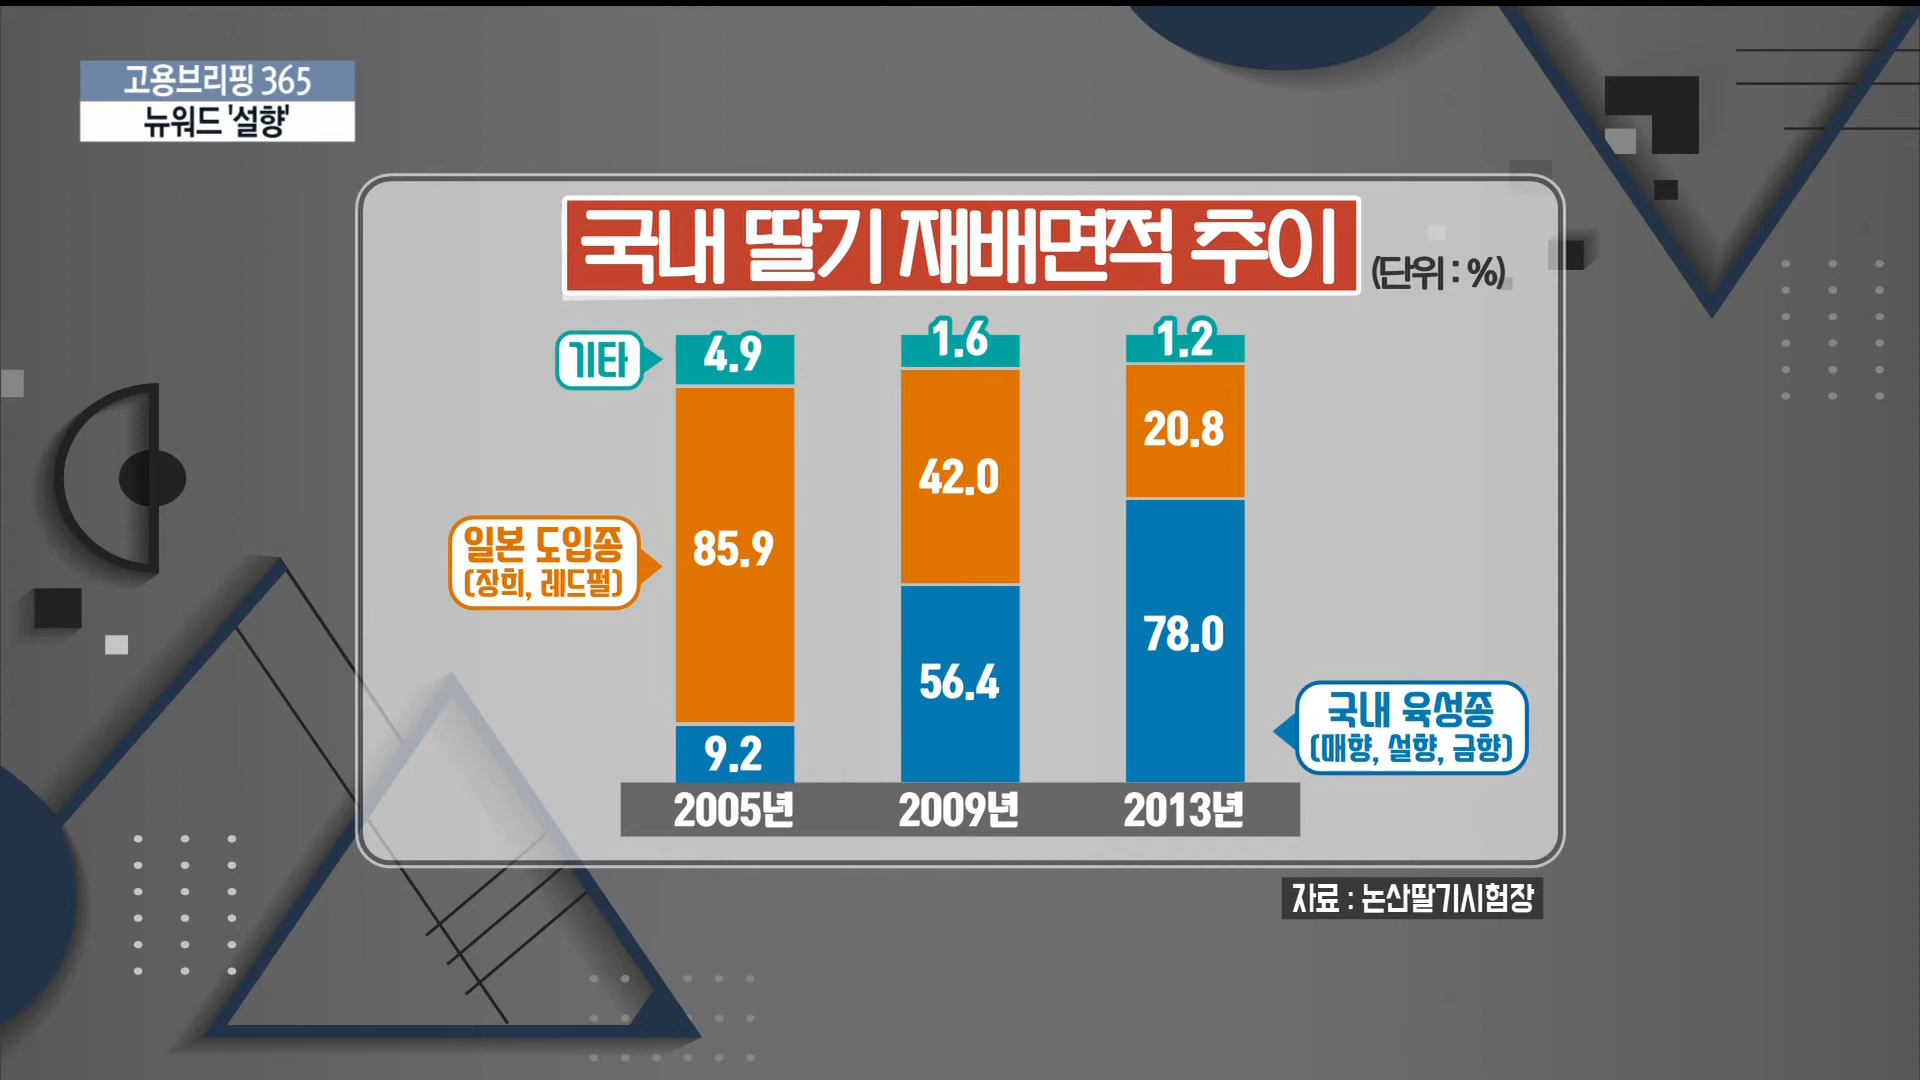 고용브리핑 365
뉴워드 '설향'
국내 딸기 재배면적 추이
(단위 : %)
기타
4.9
1.6
1.2
일본 도입종
(장희, 레드펄)
85.9
42.0
20.8
9.2
56.4
78.0
국내 육성종
(매향, 설향, 금향)
2005년
2009년
2013년
자료 : 논산딸기시험장